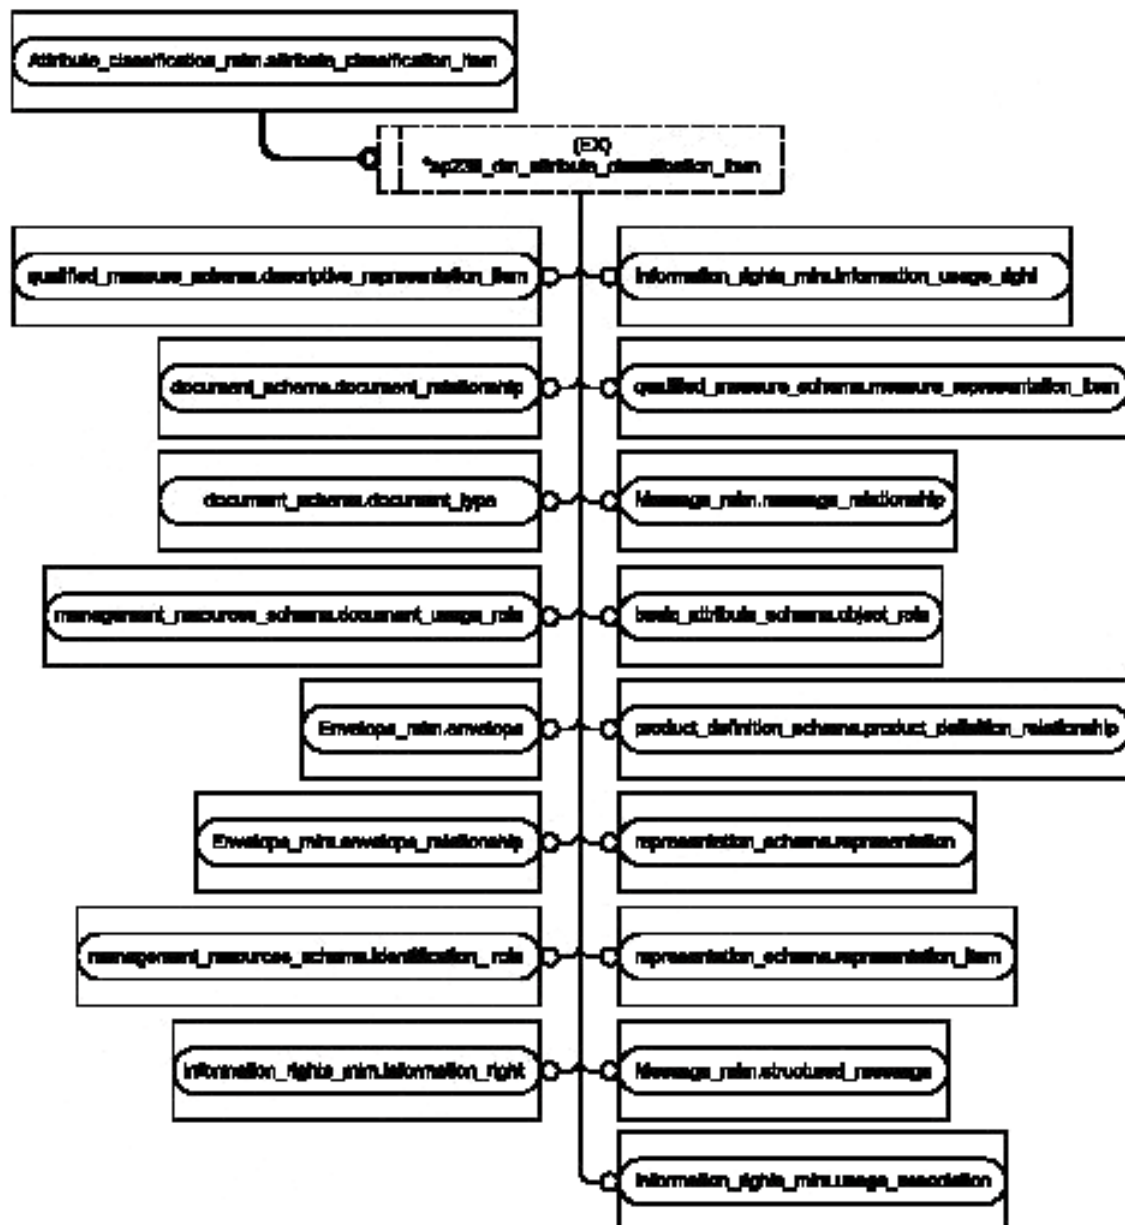 Attribute_classification_mim.attribute_classification_item
(EX)
*ap239_dm_attribute_classification_item
qualified_measure_schema.descriptive_representation_item
information_rights_mim.information_usage_right
document_schema.document_relationship
qualified_measure_schema.measure_representation_item
document_schema.document_type
Message_mim.message_relationship
management_resources_schema.document_usage_role
basic_attribute_schema.object_role
Envelope_mim.envelope
product_definition_schema.product_definition_relationship
Envelope_mim.envelope_relationship
representation_schema.representation
management_resources_schema.identification_role
representation_schema.representation_item
information_rights_mim.information_right
Message_mim.structured_message
information_rights_mim.usage_association